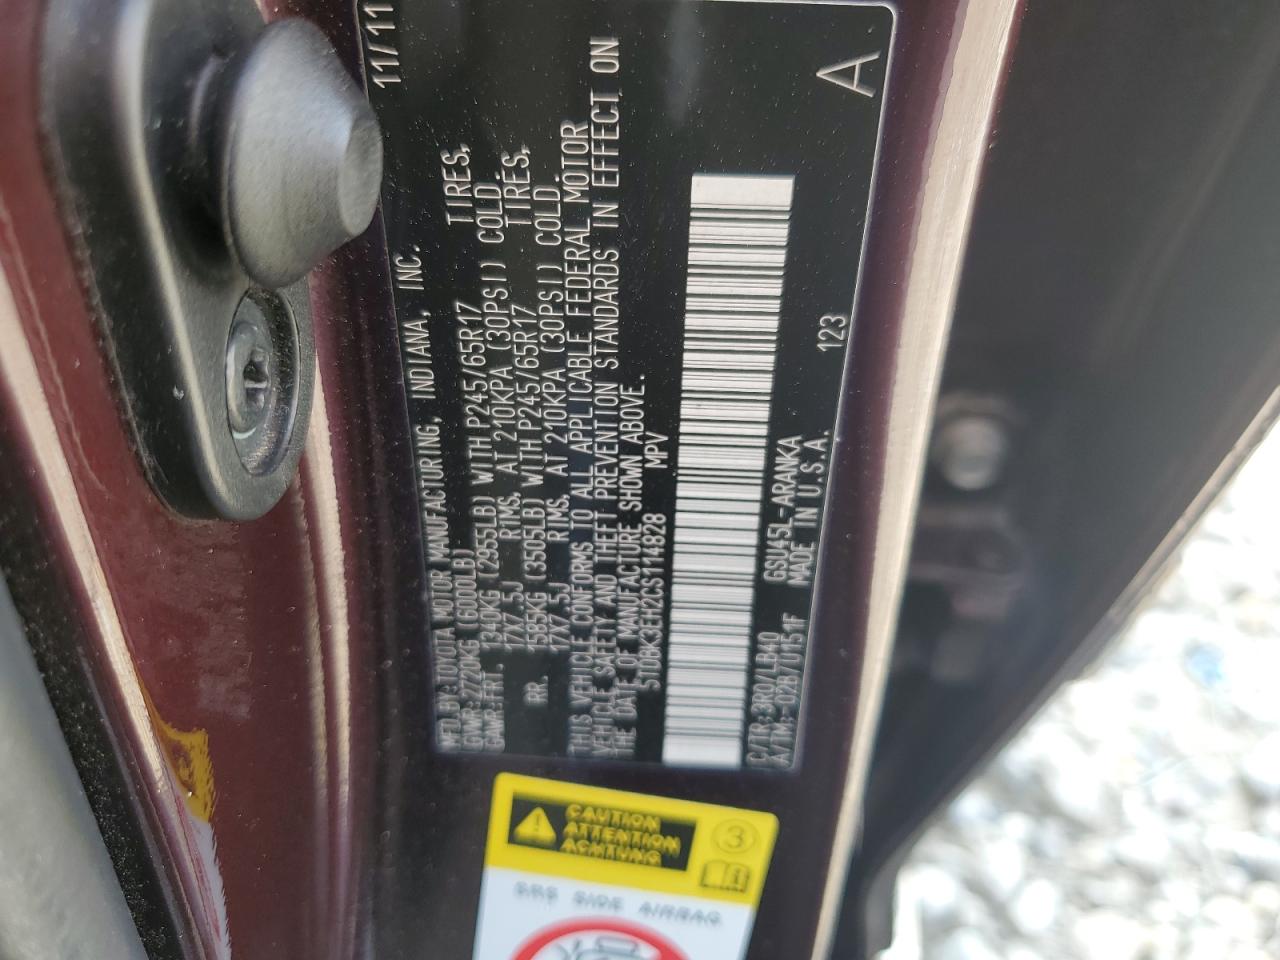 MFD.BY:TOYOTA MOTOR MANUFACTURING, INDIANA, INC. 11/11
GVWR:2720KG (6000LB)
GAWR:FRT. 1340KG (2955LB) WITH P245/65R17 TIRES,
17X7.5J RIMS, AT 210KPA (30PSI) COLD.
RR. 1585KG (3505LB) WITH P245/65R17 TIRES,
17X7.5J RIMS, AT 210KPA (30PSI) COLD.
THIS VEHICLE CONFORMS TO ALL APPLICABLE FEDERAL MOTOR
VEHICLE SAFETY AND THEFT PREVENTION STANDARDS IN EFFECT ON
THE DATE OF MANUFACTURE SHOWN ABOVE.
5TDBK3EH2CS114828 MPV
C/TR:3R0/LB40 GSU45L-ARANKA
A/TM:-02B/U151F MADE IN U.S.A. 123
A
CAUTION
ATTENTION
ACHTUNG
3
SRS SIDE AIRBAG